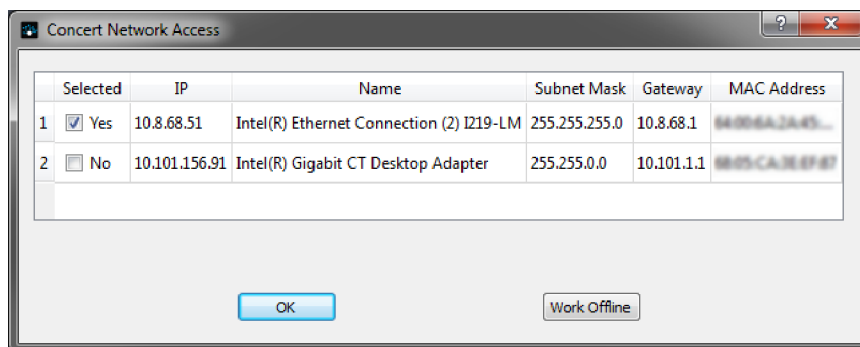 Concert Network Access
Selected IP Name Subnet Mask Gateway MAC Address
1 Yes 10.8.68.51 Intel(R) Ethernet Connection (2) I219-LM 255.255.255.0 10.8.68.1
2 No 10.101.156.91 Intel(R) Gigabit CT Desktop Adapter 255.255.0.0 10.101.1.1
OK Work Offline